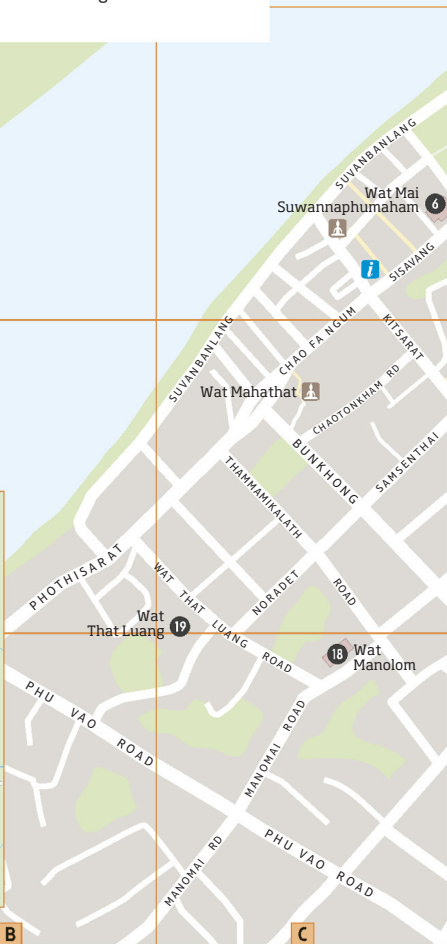 SUVANBANLANG
Wat Mai
Suwannaphumaham
6
i
SISAVANG
KITSARAT
SUVANBANLANG
CHAO FA NGUM
Wat Mahathat
CHAOTONKHAM RD
BUNKHONG
SAMSENTHAI
THAMMAMIKALATH
ROAD
PHOTHISARAT
WAT THAT LUANG ROAD
NORADET
Wat
That Luang
19
18
Wat
Manolom
PHU VAO ROAD
MANOMAI ROAD
MANOMAI RD
PHU VAO ROAD
B
C